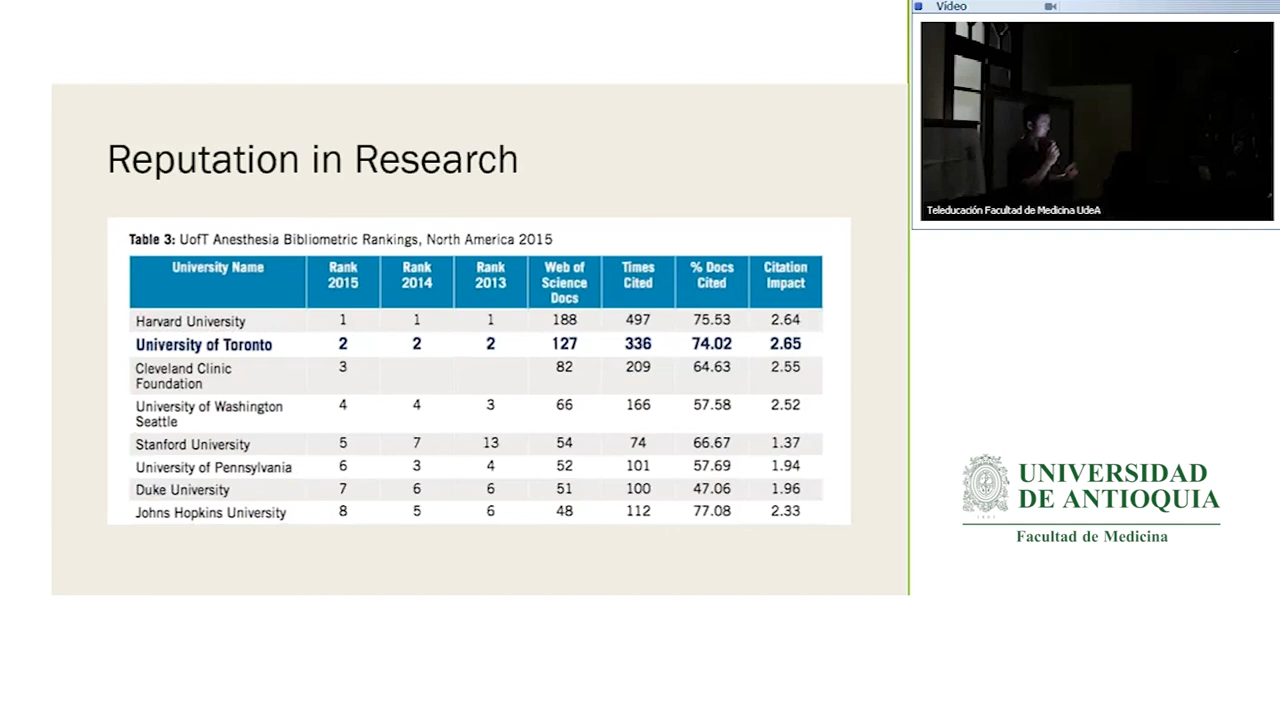 Vídeo
Teleducación Facultad de Medicina UdeA
Reputation in Research
Table 3: UofT Anesthesia Bibliometric Rankings, North America 2015
University Name Rank 2015 Rank 2014 Rank 2013 Web of Science Docs Times Cited % Docs Cited Citation Impact
Harvard University 1 1 1 188 497 75.53 2.64
University of Toronto 2 2 2 127 336 74.02 2.65
Cleveland Clinic Foundation 3 82 209 64.63 2.55
University of Washington Seattle 4 4 3 66 166 57.58 2.52
Stanford University 5 7 13 54 74 66.67 1.37
University of Pennsylvania 6 3 4 52 101 57.69 1.94
Duke University 7 6 6 51 100 47.06 1.96
Johns Hopkins University 8 5 6 48 112 77.08 2.33
UNIVERSIDAD
DE ANTIOQUIA
Facultad de Medicina